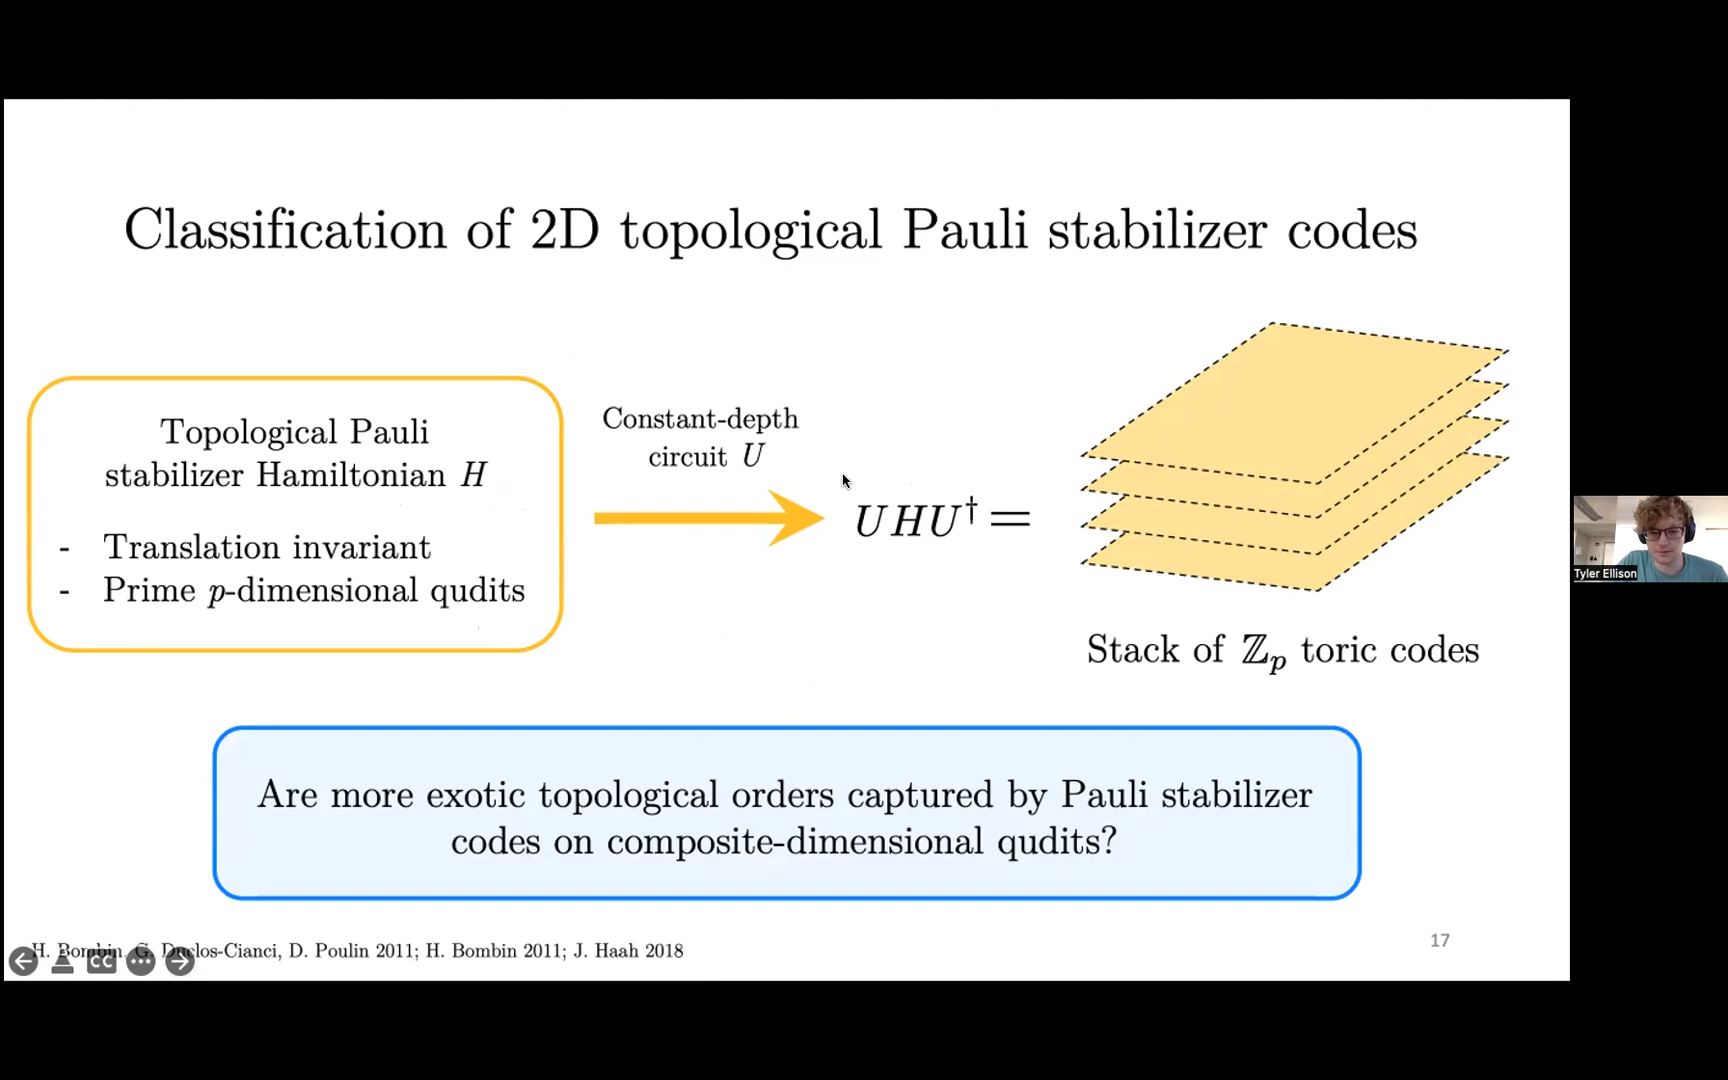 Classification of 2D topological Pauli stabilizer codes
Topological Pauli
stabilizer Hamiltonian H
- Translation invariant
- Prime p-dimensional qudits
Constant-depth
circuit U
UHU† =
Stack of ℤₚ toric codes
Are more exotic topological orders captured by Pauli stabilizer
codes on composite-dimensional qudits?
H. Bombin, G. Duclos-Cianci, D. Poulin 2011; H. Bombin 2011; J. Haah 2018
17
CC
Tyler Ellison